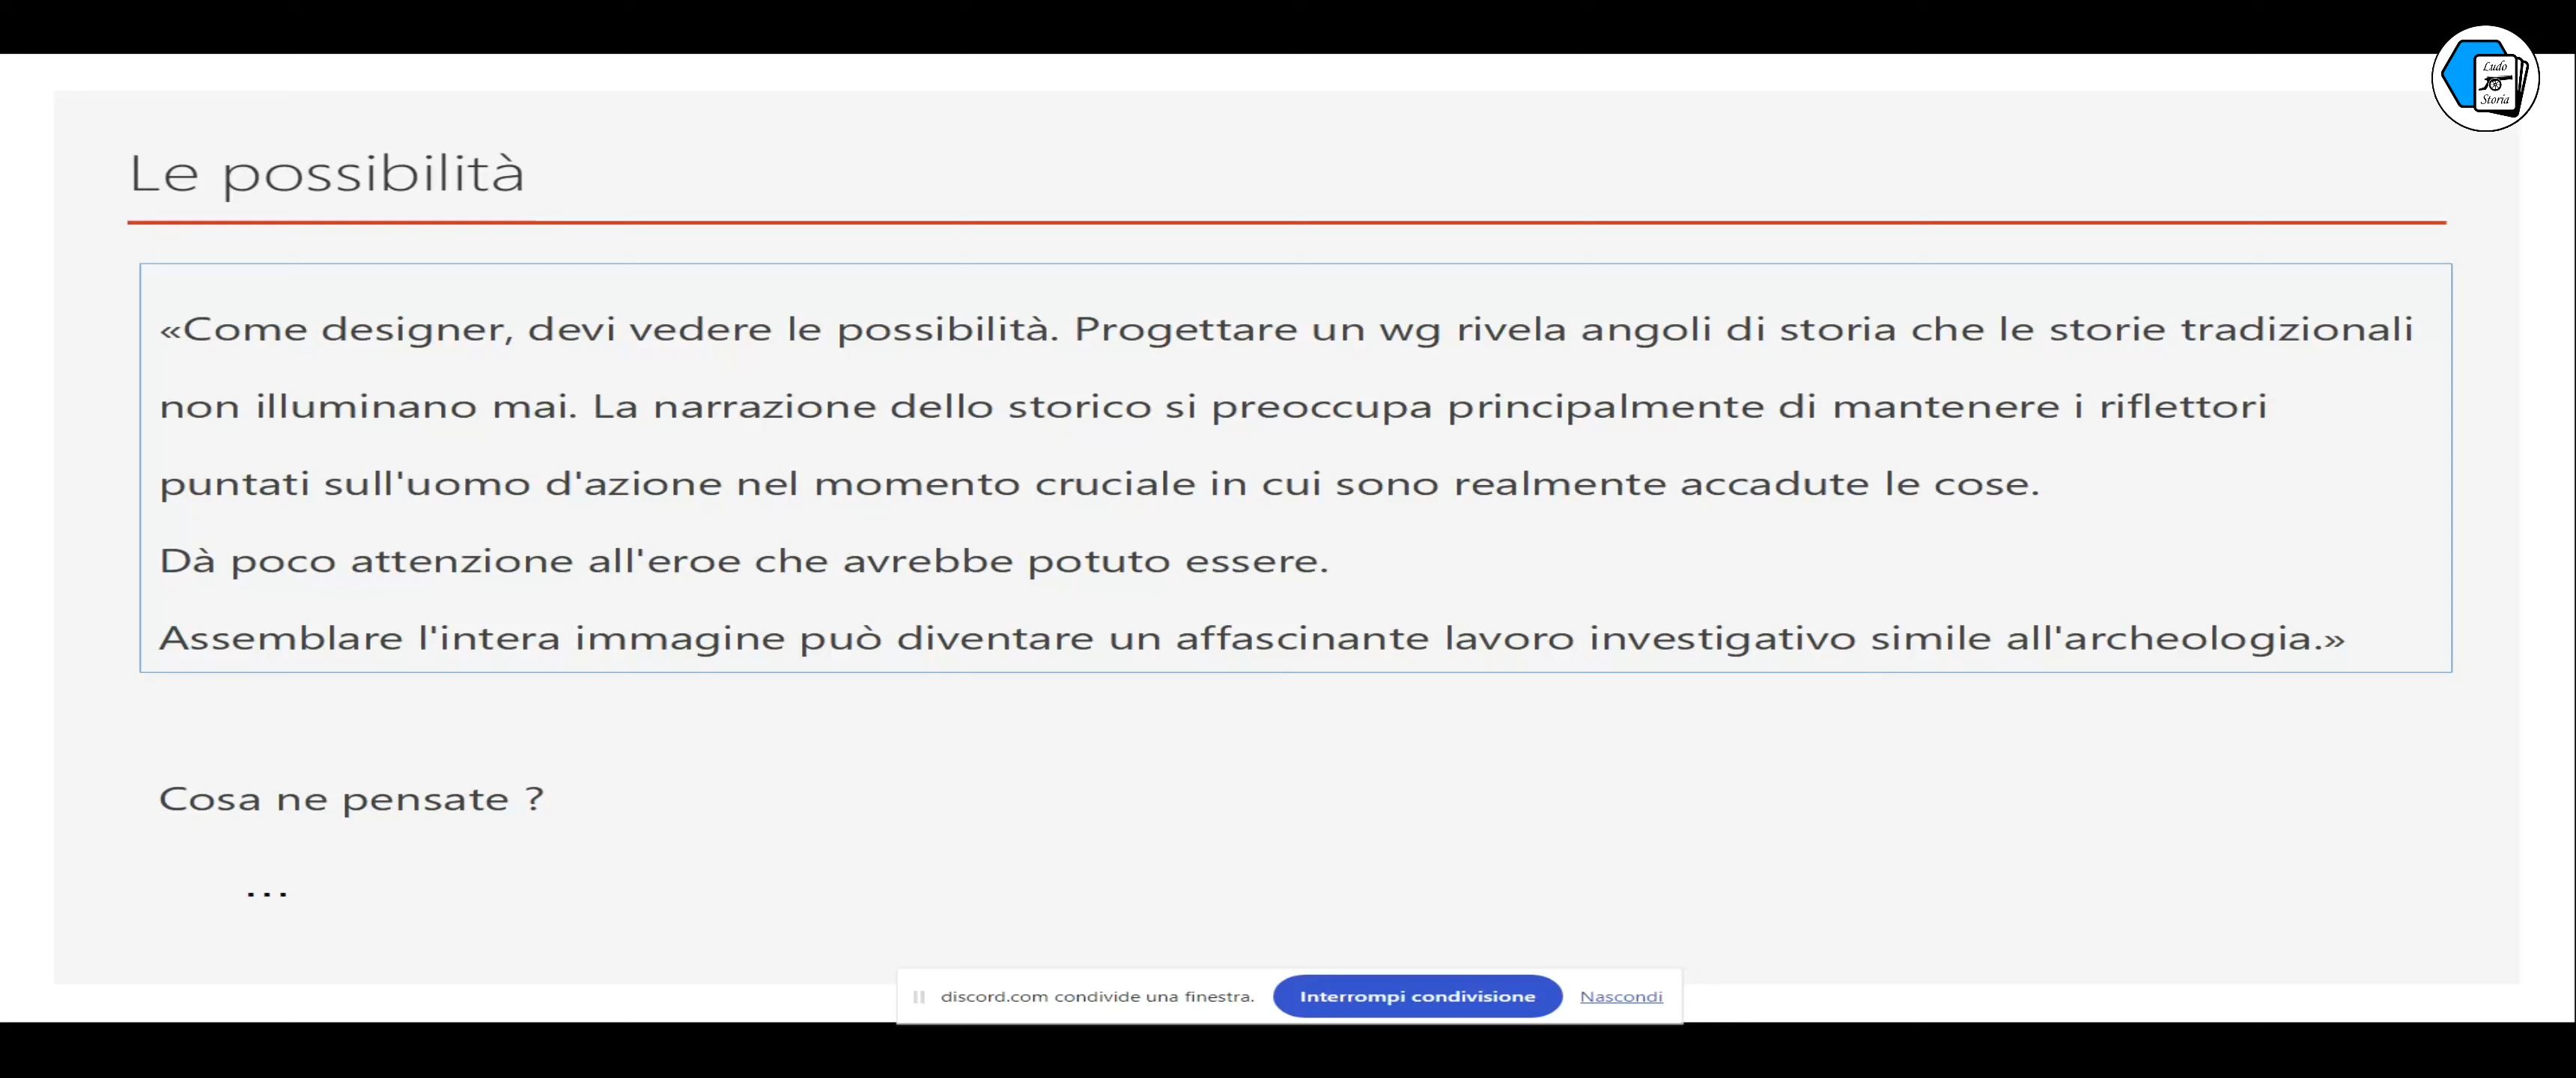 Ludo
Storia
Le possibilità
«Come designer, devi vedere le possibilità. Progettare un wg rivela angoli di storia che le storie tradizionali
non illuminano mai. La narrazione dello storico si preoccupa principalmente di mantenere i riflettori
puntati sull'uomo d'azione nel momento cruciale in cui sono realmente accadute le cose.
Dà poco attenzione all'eroe che avrebbe potuto essere.
Assemblare l'intera immagine può diventare un affascinante lavoro investigativo simile all'archeologia.»
Cosa ne pensate ?
...
discord.com condivide una finestra. Interrompi condivisione Nascondi